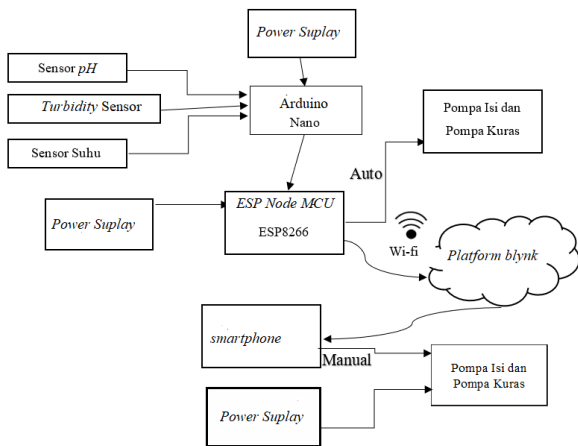 Power Suplay
Sensor pH
Turbidity Sensor
Sensor Suhu
Arduino
Nano
Pompa Isi dan
Pompa Kuras
Auto
Power Suplay
ESP Node MCU
ESP8266
Wi-fi
Platform blynk
smartphone
Manual
Pompa Isi dan
Pompa Kuras
Power Suplay